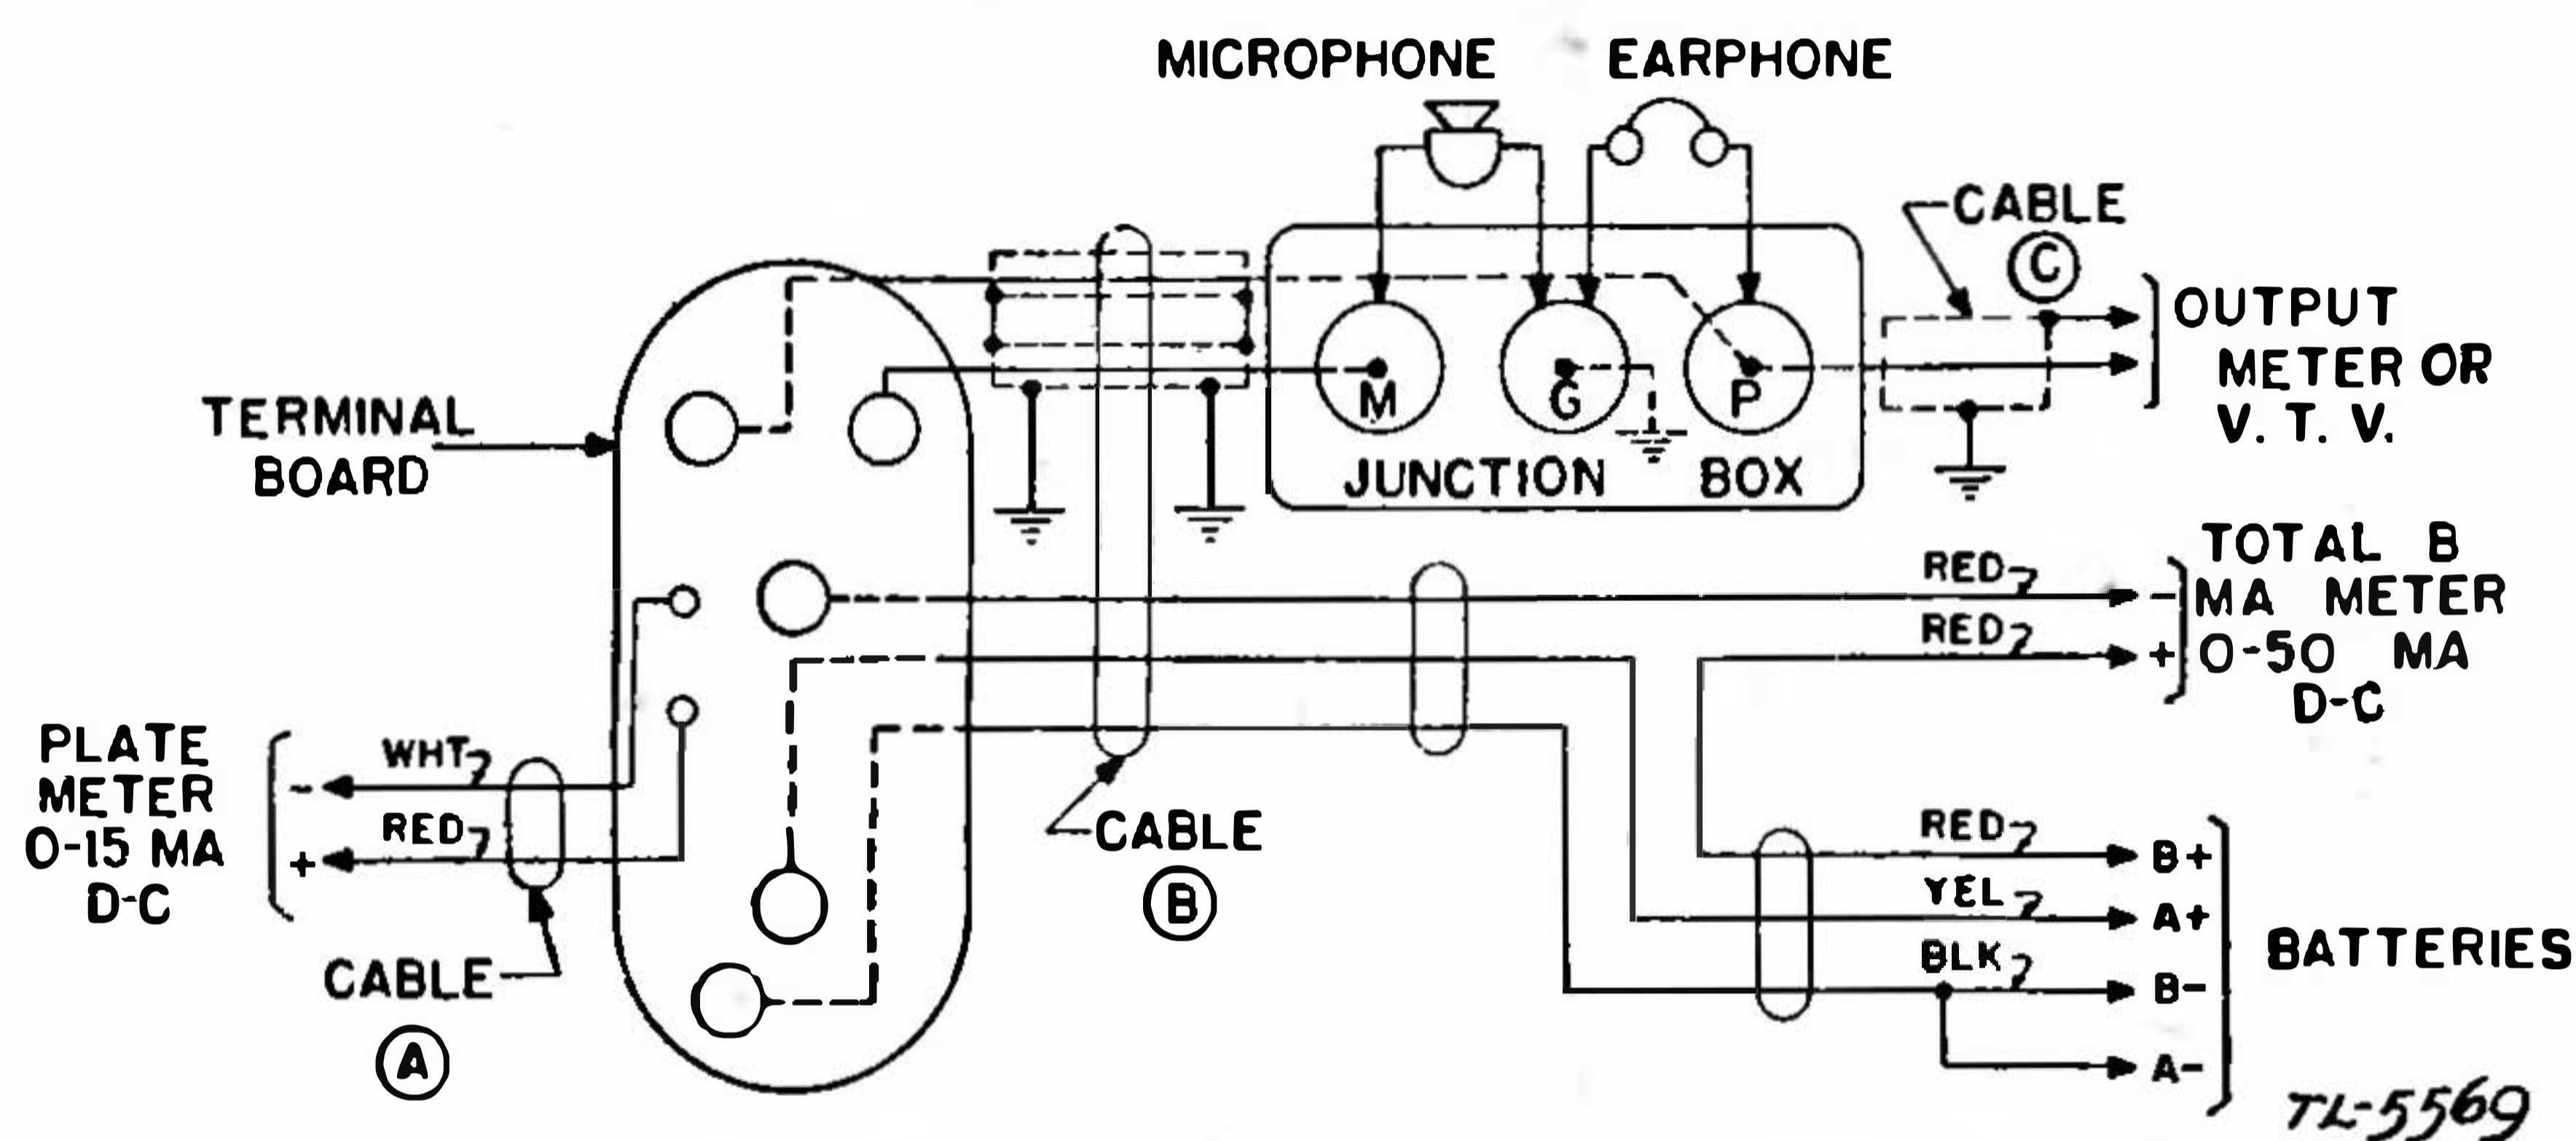 MICROPHONE
EARPHONE
CABLE
C
OUTPUT
METER OR
V. T. V.
TERMINAL
BOARD
M
G
P
JUNCTION BOX
RED
RED
-
+
TOTAL B
MA METER
0-50 MA
D-C
PLATE
METER
0-15 MA
D-C
-
+
WHT
RED
CABLE
A
CABLE
B
RED
YEL
BLK
B+
A+
B-
A-
BATTERIES
TL-5569